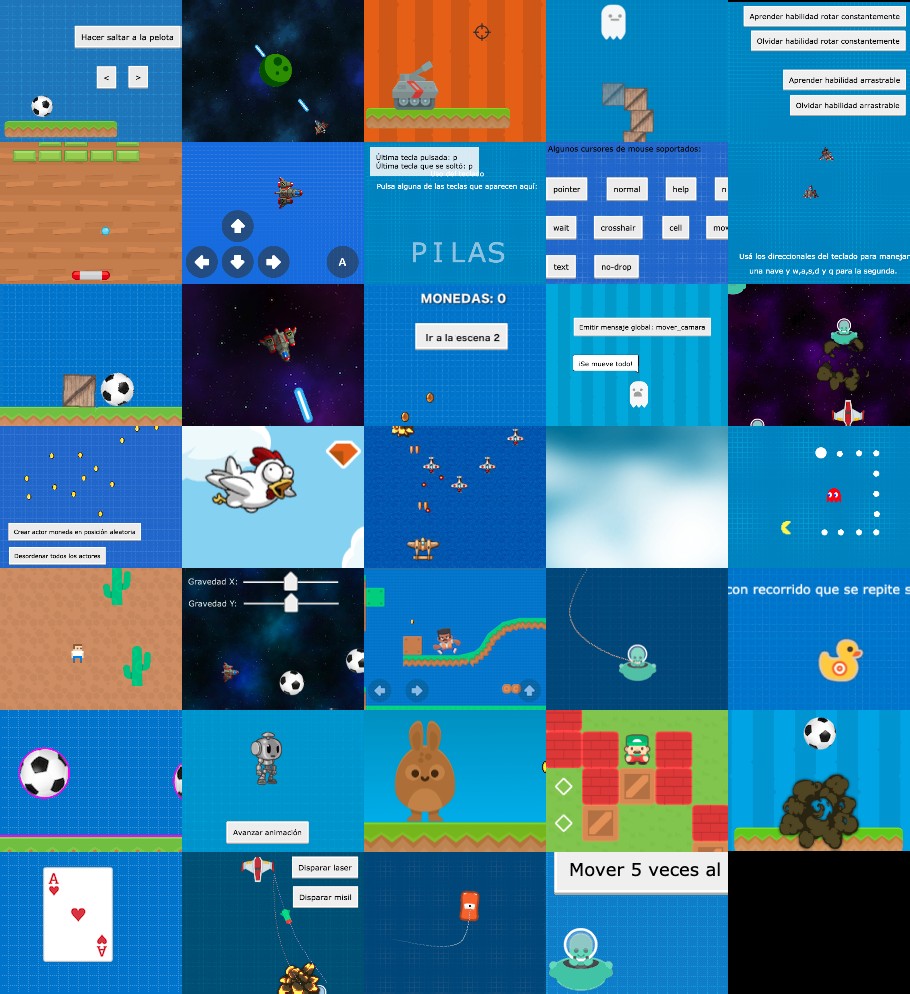 Hacer saltar a la pelota
<
>
Aprender habilidad rotar constantemente
Olvidar habilidad rotar constantemente
Aprender habilidad arrastrable
Olvidar habilidad arrastrable
A
Última tecla pulsada: p
Última tecla que se soltó: p
Pulsa alguna de las teclas que aparecen aquí:
PILAS
Algunos cursores de mouse soportados:
pointer
normal
help
n
wait
crosshair
cell
mov
text
no-drop
Usá los direccionales del teclado para manejar
una nave y w,a,s,d y q para la segunda.
MONEDAS: 0
Ir a la escena 2
Emitir mensaje global: mover_camara
¡Se mueve todo!
Crear actor moneda en posición aleatoria
Desordenar todos los actores
Gravedad X:
Gravedad Y:
con recorrido que se repite s
Avanzar animación
A
A
Disparar laser
Disparar misil
Mover 5 veces al